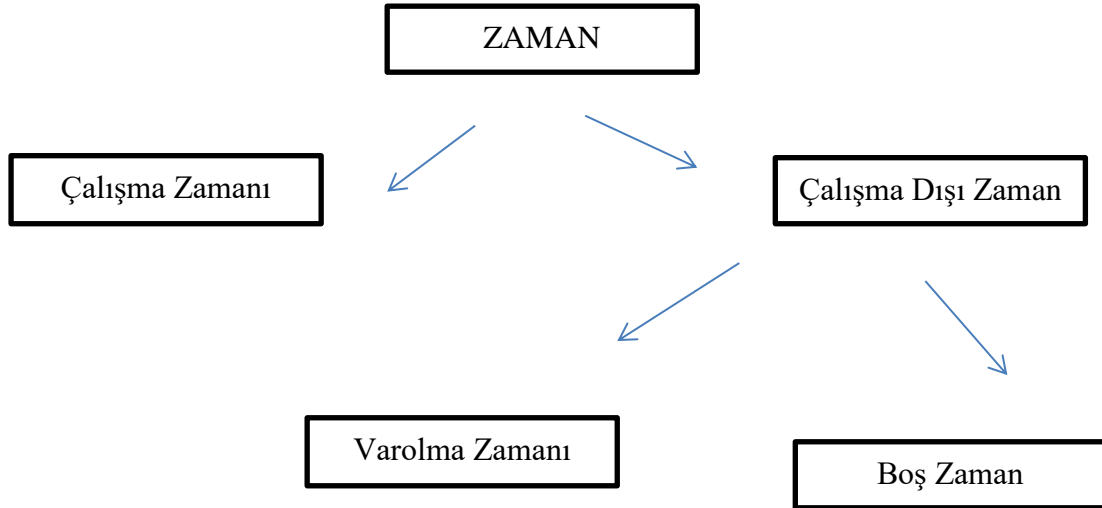 ZAMAN
Çalışma Zamanı
Çalışma Dışı Zaman
Varolma Zamanı
Boş Zaman